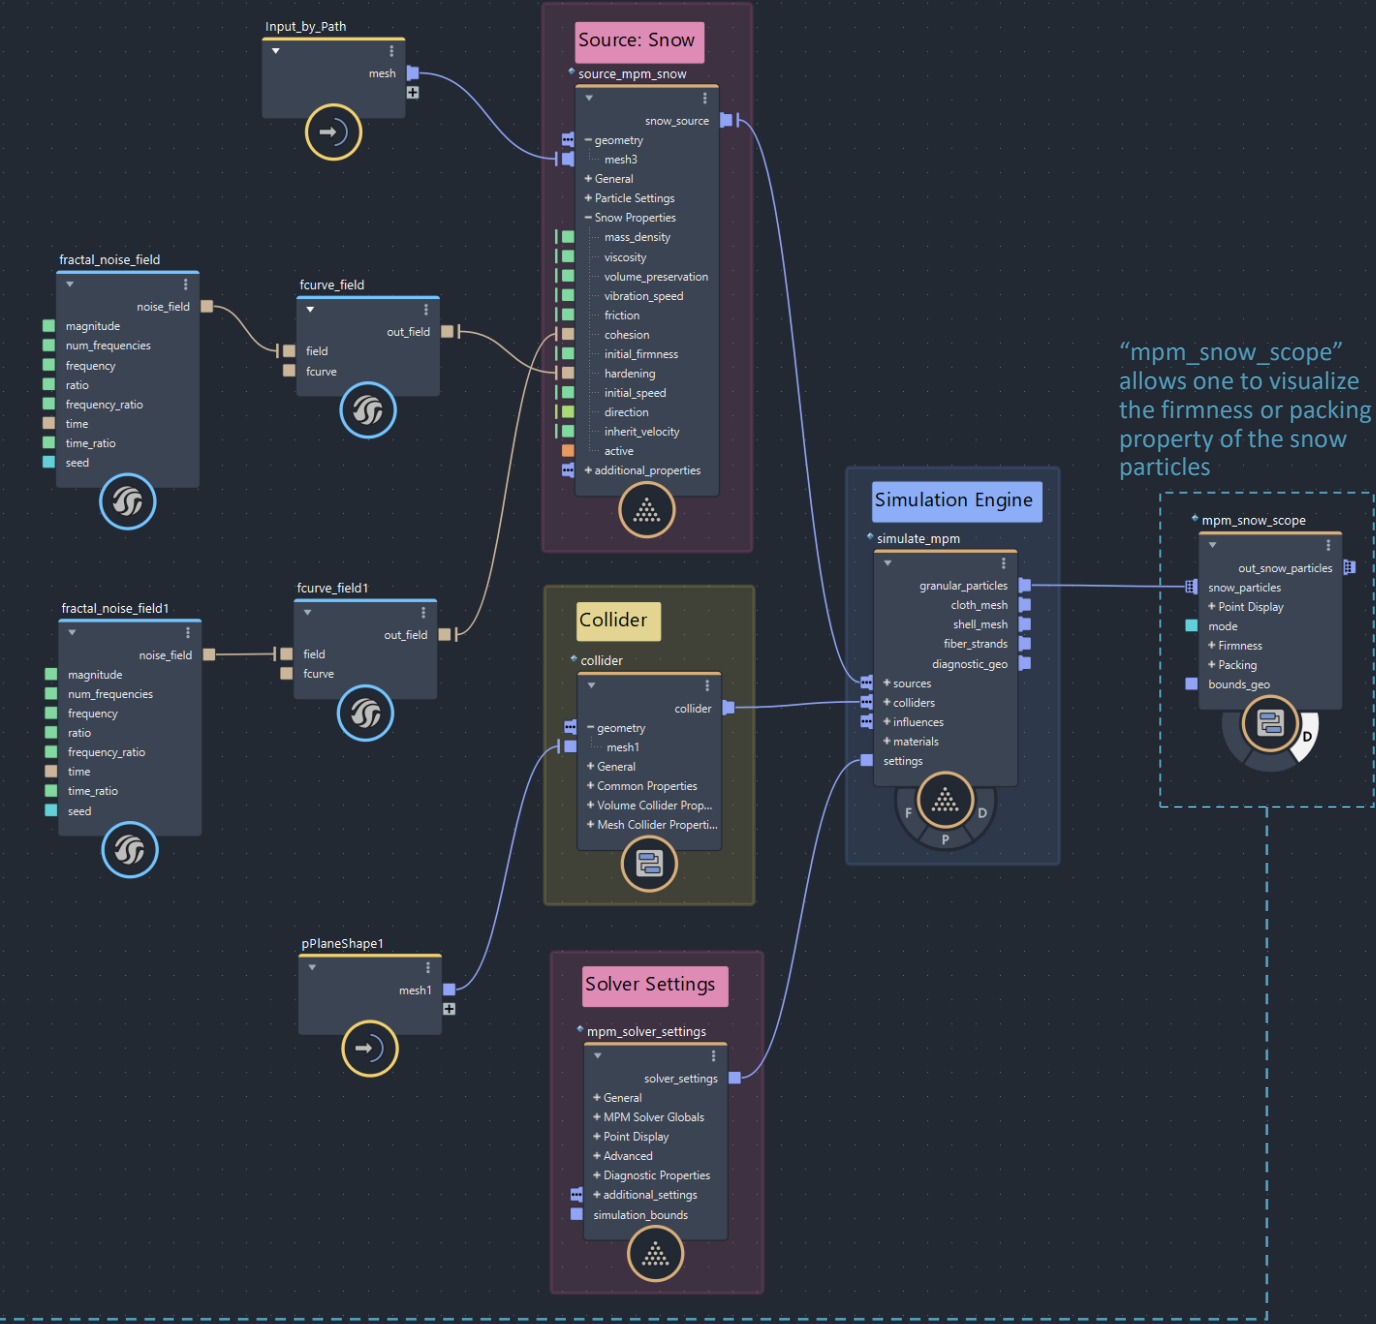 Input_by_Path
mesh
Source: Snow
source_mpm_snow
snow_source
geometry
mesh3
General
Particle Settings
Snow Properties
mass_density
viscosity
volume_preservation
vibration_speed
friction
cohesion
initial_firmness
hardening
initial_speed
direction
inherit_velocity
active
additional_properties
fractal_noise_field
noise_field
magnitude
num_frequencies
frequency
ratio
frequency_ratio
time
time_ratio
seed
fcurve_field
out_field
field
fcurve
fractal_noise_field1
noise_field
magnitude
num_frequencies
frequency
ratio
frequency_ratio
time
time_ratio
seed
fcurve_field1
out_field
field
fcurve
Collider
collider
collider
geometry
mesh1
General
Common Properties
Volume Collider Prop...
Mesh Collider Properti...
pPlaneShape1
mesh1
Solver Settings
mpm_solver_settings
solver_settings
General
MPM Solver Globals
Point Display
Advanced
Diagnostic Properties
additional_settings
simulation_bounds
Simulation Engine
simulate_mpm
granular_particles
cloth_mesh
shell_mesh
fiber_strands
diagnostic_geo
sources
colliders
influences
materials
settings
F
D
P
“mpm_snow_scope”
allows one to visualize
the firmness or packing
property of the snow
particles
mpm_snow_scope
out_snow_particles
snow_particles
Point Display
mode
Firmness
Packing
bounds_geo
D